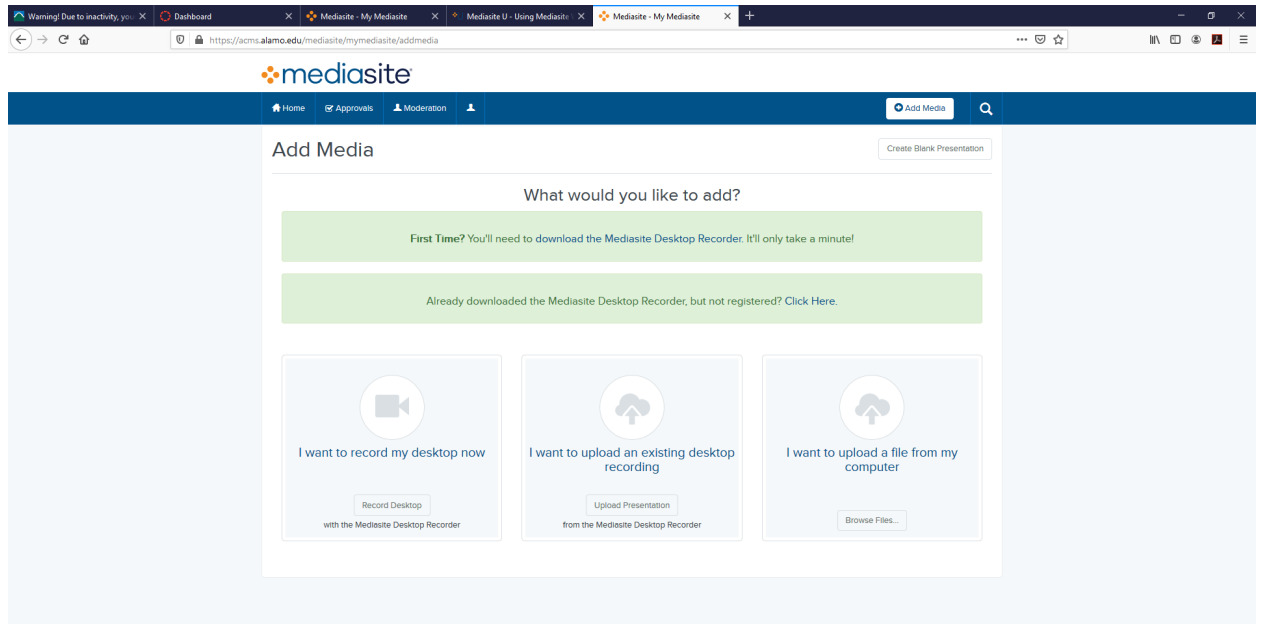 Warning! Due to inactivity, you
Dashboard
Mediasite - My Mediasite
Mediasite U - Using Mediasite
Mediasite - My Mediasite
https://acms.alamo.edu/mediasite/mymediasite/addmedia
mediasite
Home
Approvals
Moderation
Add Media
Add Media
Create Blank Presentation
What would you like to add?
First Time? You'll need to download the Mediasite Desktop Recorder. It'll only take a minute!
Already downloaded the Mediasite Desktop Recorder, but not registered? Click Here.
I want to record my desktop now
Record Desktop
with the Mediasite Desktop Recorder
I want to upload an existing desktop
recording
Upload Presentation
from the Mediasite Desktop Recorder
I want to upload a file from my
computer
Browse Files...